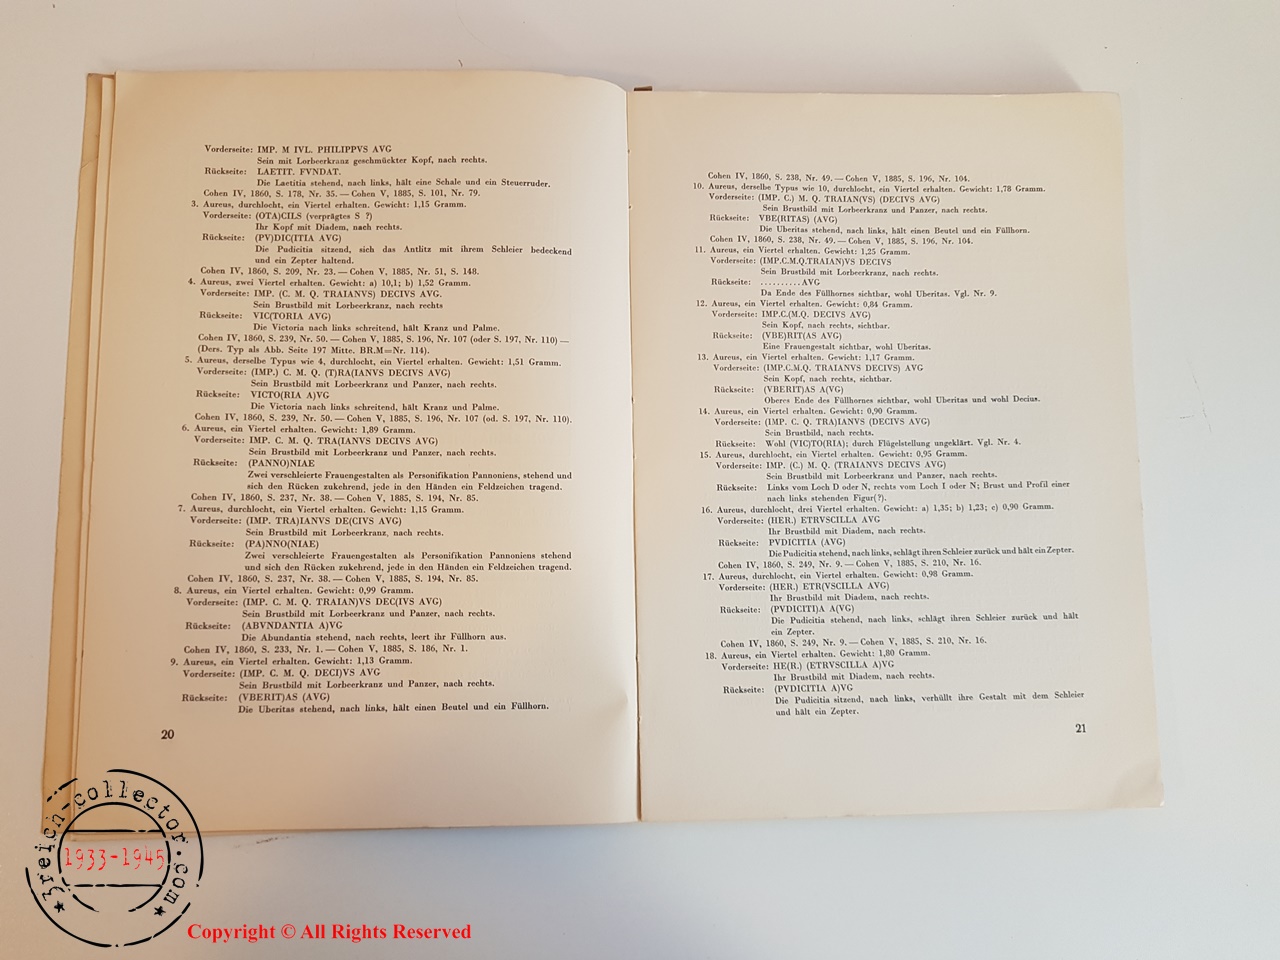 Vorderseite: IMP. M IVL. PHILIPPVS AVG
Sein mit Lorbeerkranz geschmückter Kopf, nach rechts.
Rückseite: LAETIT. FVNDAT.
Die Laetitia stehend, nach links, hält eine Schale und ein Steuerruder.
Cohen IV, 1860, S. 178, Nr. 35. — Cohen V, 1885, S. 101, Nr. 79.
3. Aureus, durchlocht, ein Viertel erhalten. Gewicht: 1,15 Gramm.
Vorderseite: (OTA)CILS (verprägtes S ?)
Ihr Kopf mit Diadem, nach rechts.
Rückseite: (PV)DIC(ITIA AVG)
Die Pudicitia sitzend, sich das Antlitz mit ihrem Schleier bedeckend
und ein Zepter haltend.
Cohen IV, 1860, S. 209, Nr. 23. — Cohen V, 1885, Nr. 51, S. 148.
4. Aureus, zwei Viertel erhalten. Gewicht: a) 10,1; b) 1,52 Gramm.
Vorderseite: IMP. (C. M. Q. TRAIANVS) DECIVS AVG.
Sein Brustbild mit Lorbeerkranz, nach rechts
Rückseite: VIC(TORIA AVG)
Die Victoria nach links schreitend, hält Kranz und Palme.
Cohen IV, 1860, S. 239, Nr. 50. — Cohen V, 1885, S. 196, Nr. 107 (oder S. 197, Nr. 110) —
(Ders. Typ als Abb. Seite 197 Mitte. BR.M=Nr. 114).
5. Aureus, derselbe Typus wie 4, durchlocht, ein Viertel erhalten. Gewicht: 1,51 Gramm.
Vorderseite: (IMP.) C. M. Q. (T)RA(IANVS DECIVS AVG)
Sein Brustbild mit Lorbeerkranz und Panzer, nach rechts.
Rückseite: VICTO(RIA A)VG
Die Victoria nach links schreitend, hält Kranz und Palme.
Cohen IV, 1860, S. 239, Nr. 50. — Cohen V, 1885, S. 196, Nr. 107 (od. S. 197, Nr. 110).
6. Aureus, ein Viertel erhalten. Gewicht: 1,89 Gramm.
Vorderseite: IMP. C. M. Q. TRA(IANVS DECIVS AVG)
Sein Brustbild mit Lorbeerkranz und Panzer, nach rechts.
Rückseite: (PANNO)NIAE
Zwei verschleierte Frauengestalten als Personifikation Pannoniens, stehend und
sich den Rücken zukehrend, jede in den Händen ein Feldzeichen tragend.
Cohen IV, 1860, S. 237, Nr. 38. — Cohen V, 1885, S. 194, Nr. 85.
7. Aureus, durchlocht, ein Viertel erhalten. Gewicht: 1,15 Gramm.
Vorderseite: (IMP. TRA)IANVS DE(CIVS AVG)
Sein Brustbild mit Lorbeerkranz, nach rechts.
Rückseite: (PA)NNO(NIAE)
Zwei verschleierte Frauengestalten als Personifikation Pannoniens stehend
und sich den Rücken zukehrend, jede in den Händen ein Feldzeichen tragend.
Cohen IV, 1860, S. 237, Nr. 38. — Cohen V, 1885, S. 194, Nr. 85.
8. Aureus, ein Viertel erhalten. Gewicht: 0,99 Gramm.
Vorderseite: (IMP. C. M. Q. TRAIAN)VS DEC(IVS AVG)
Sein Brustbild mit Lorbeerkranz und Panzer, nach rechts.
Rückseite: (ABVNDANTIA A)VG
Die Abundantia stehend, nach rechts, leert ihr Füllhorn aus.
Cohen IV, 1860, S. 233, Nr. 1. — Cohen V, 1885, S. 186, Nr. 1.
9. Aureus, ein Viertel erhalten. Gewicht: 1,13 Gramm.
Vorderseite: (IMP. C. M. Q. DECI)VS AVG
Sein Brustbild mit Lorbeerkranz und Panzer, nach rechts.
Rückseite: (VBERIT)AS (AVG)
Die Uberitas stehend, nach links, hält einen Beutel und ein Füllhorn.
20
Cohen IV, 1860, S. 238, Nr. 49. — Cohen V, 1885, S. 196, Nr. 104.
10. Aureus, derselbe Typus wie 10, durchlocht, ein Viertel erhalten. Gewicht: 1,78 Gramm.
Vorderseite: (IMP. C.) M. Q. TRAIAN(VS) (DECIVS AVG)
Sein Brustbild mit Lorbeerkranz und Panzer, nach rechts.
Rückseite: VBE(RITAS) (AVG)
Die Uberitas stehend, nach links, hält einen Beutel und ein Füllhorn.
Cohen IV, 1860, S. 238, Nr. 49. — Cohen V, 1885, S. 196, Nr. 104.
11. Aureus, ein Viertel erhalten. Gewicht: 1,25 Gramm.
Vorderseite: (IMP.C.M.Q.TRAIAN)VS DECIVS
Sein Brustbild mit Lorbeerkranz, nach rechts.
Rückseite: ..........AVG
Da Ende des Füllhornes sichtbar, wohl Uberitas. Vgl. Nr. 9.
12. Aureus, ein Viertel erhalten. Gewicht: 0,84 Gramm.
Vorderseite: IMP.C.(M.Q. DECIVS AVG)
Sein Kopf, nach rechts, sichtbar.
Rückseite: (VBE)RIT(AS AVG)
Eine Frauengestalt sichtbar, wohl Uberitas.
13. Aureus, ein Viertel erhalten. Gewicht: 1,17 Gramm.
Vorderseite: (IMP.C.M.Q. TRAIANVS DECIVS) AVG
Sein Kopf, nach rechts, sichtbar.
Rückseite: (VBERIT)AS A(VG)
Oberes Ende des Füllhornes sichtbar, wohl Uberitas und wohl Decius.
14. Aureus, ein Viertel erhalten. Gewicht: 0,90 Gramm.
Vorderseite: (IMP. C. Q. TRA)IANVS (DECIVS AVG)
Sein Brustbild, nach rechts.
Rückseite: Wohl (VIC)TO(RIA); durch Flügelstellung ungeklärt. Vgl. Nr. 4.
15. Aureus, durchlocht, ein Viertel erhalten. Gewicht: 0,95 Gramm.
Vorderseite: IMP. (C.) M. Q. (TRAIANVS DECIVS AVG)
Sein Brustbild mit Lorbeerkranz und Panzer, nach rechts.
Rückseite: Links vom Loch D oder N, rechts vom Loch I oder N; Brust und Profil einer
nach links stehenden Figur(?).
16. Aureus, durchlocht, drei Viertel erhalten. Gewicht: a) 1,35; b) 1,23; c) 0,90 Gramm.
Vorderseite: (HER.) ETRVSCILLA AVG
Ihr Brustbild mit Diadem, nach rechts.
Rückseite: PVDICITIA (AVG)
Die Pudicitia stehend, nach links, schlägt ihren Schleier zurück und hält ein Zepter.
Cohen IV, 1860, S. 249, Nr. 9. — Cohen V, 1885, S. 210, Nr. 16.
17. Aureus, durchlocht, ein Viertel erhalten. Gewicht: 0,98 Gramm.
Vorderseite: (HER.) ETR(VSCILLA AVG)
Ihr Brustbild mit Diadem, nach rechts.
Rückseite: (PVDICITI)A A(VG)
Die Pudicitia stehend, nach links, schlägt ihren Schleier zurück und hält
ein Zepter.
Cohen IV, 1860, S. 249, Nr. 9. — Cohen V, 1885, S. 210, Nr. 16.
18. Aureus, ein Viertel erhalten. Gewicht: 1,80 Gramm.
Vorderseite: HE(R.) (ETRVSCILLA A)VG
Ihr Brustbild mit Diadem, nach rechts.
Rückseite: (PVDICITIA A)VG
Die Pudicitia sitzend, nach links, verhüllt ihre Gestalt mit dem Schleier
und hält ein Zepter.
21
3reich-collector.com
1933-1945
Copyright © All Rights Reserved